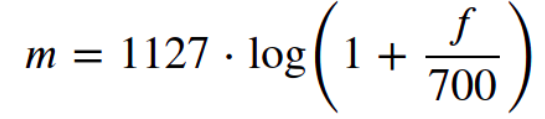 m = 1127 · log(1 + f/700)